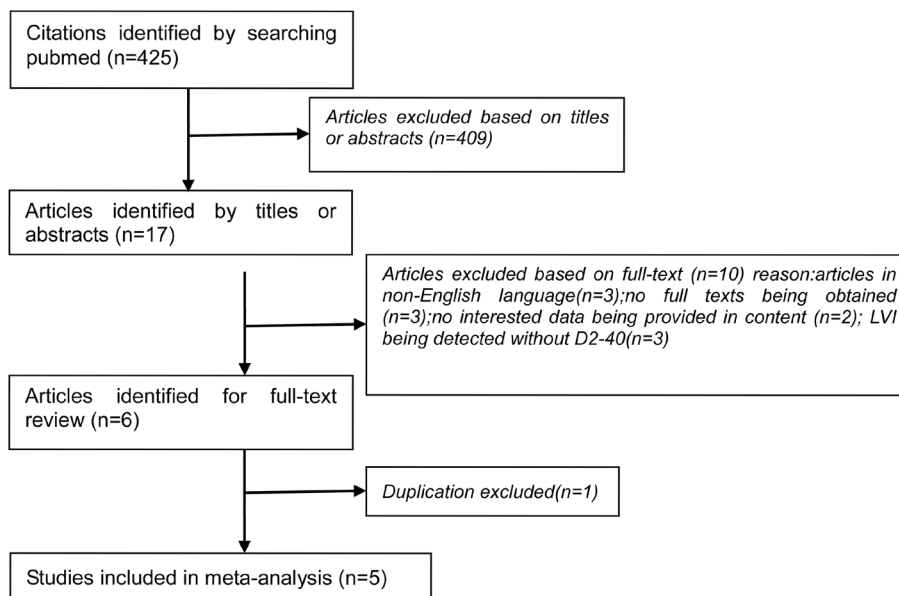 Citations identified by searching
pubmed (n=425)
Articles excluded based on titles
or abstracts (n=409)
Articles identified by titles or
abstracts (n=17)
Articles excluded based on full-text (n=10) reason:articles in
non-English language(n=3);no full texts being obtained
(n=3);no interested data being provided in content (n=2); LVI
being detected without D2-40(n=3)
Articles identified for full-text
review (n=6)
Duplication excluded(n=1)
Studies included in meta-analysis (n=5)